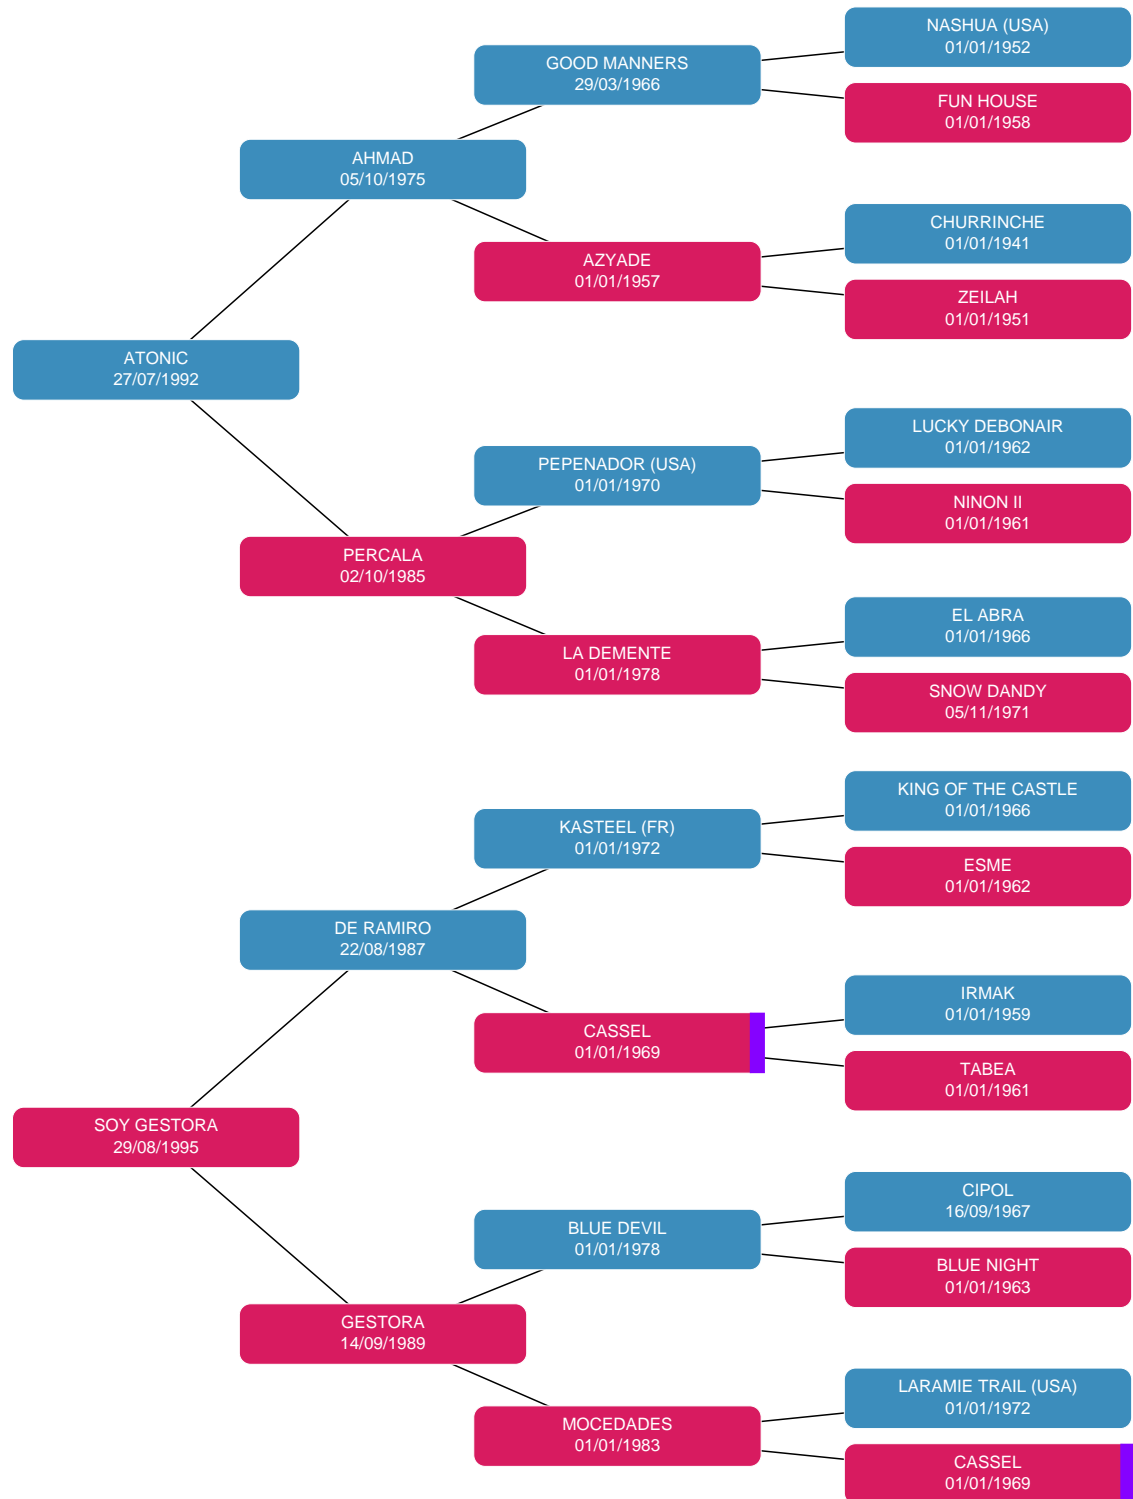 NASHUA (USA)
01/01/1952
GOOD MANNERS
29/03/1966
FUN HOUSE
01/01/1958
AHMAD
05/10/1975
CHURRINCHE
01/01/1941
AZYADE
01/01/1957
ZEILAH
01/01/1951
ATONIC
27/07/1992
LUCKY DEBONAIR
01/01/1962
PEPENADOR (USA)
01/01/1970
NINON II
01/01/1961
PERCALA
02/10/1985
EL ABRA
01/01/1966
LA DEMENTE
01/01/1978
SNOW DANDY
05/11/1971
KING OF THE CASTLE
01/01/1966
KASTEEL (FR)
01/01/1972
ESME
01/01/1962
DE RAMIRO
22/08/1987
IRMAK
01/01/1959
CASSEL
01/01/1969
TABEA
01/01/1961
SOY GESTORA
29/08/1995
CIPOL
16/09/1967
BLUE DEVIL
01/01/1978
BLUE NIGHT
01/01/1963
GESTORA
14/09/1989
LARAMIE TRAIL (USA)
01/01/1972
MOCEDADES
01/01/1983
CASSEL
01/01/1969